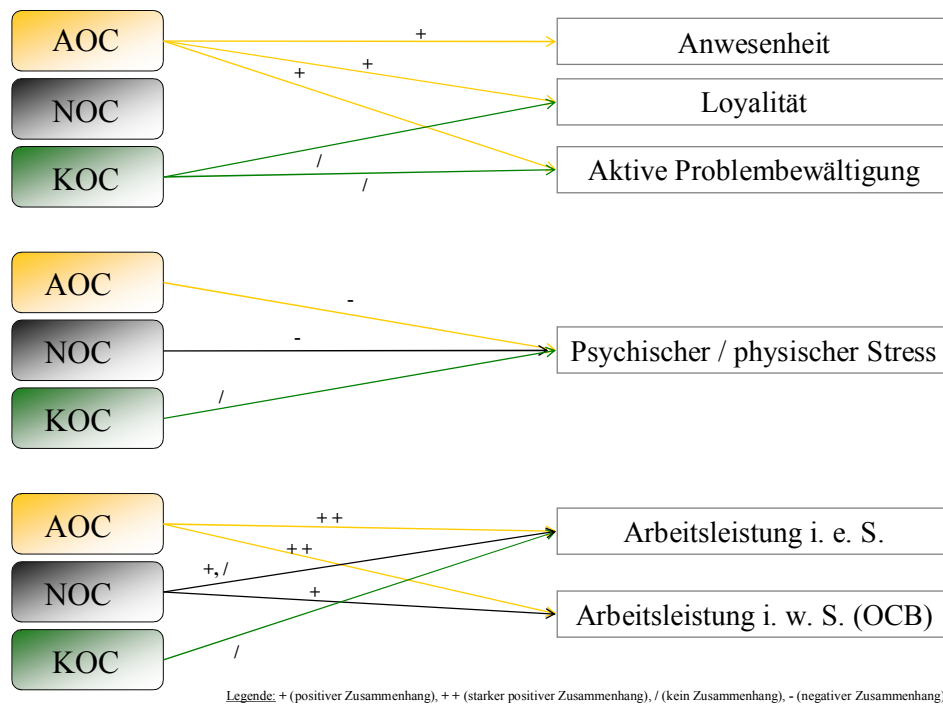 AOC
NOC
KOC
+
+
+
/
/
Anwesenheit
Loyalität
Aktive Problembewältigung
AOC
NOC
KOC
-
-
/
Psychischer / physischer Stress
AOC
NOC
KOC
++
++
+, /
+
/
Arbeitsleistung i. e. S.
Arbeitsleistung i. w. S. (OCB)
Legende: + (positiver Zusammenhang), ++ (starker positiver Zusammenhang), / (kein Zusammenhang), - (negativer Zusammenhang)